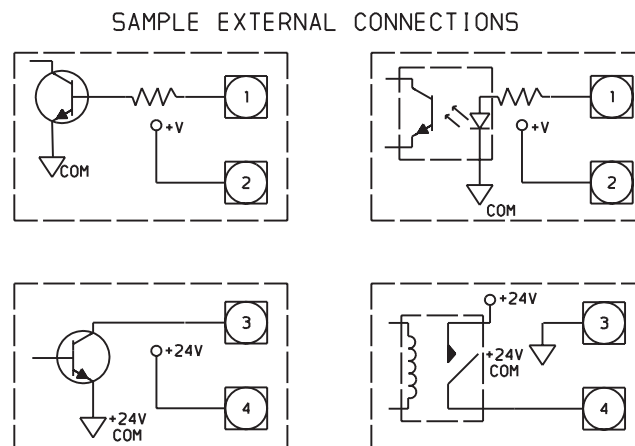 SAMPLE EXTERNAL CONNECTIONS
1
+V
COM
2
1
+V
COM
2
3
+24V
+24V
COM
4
+24V
3
+24V
COM
4